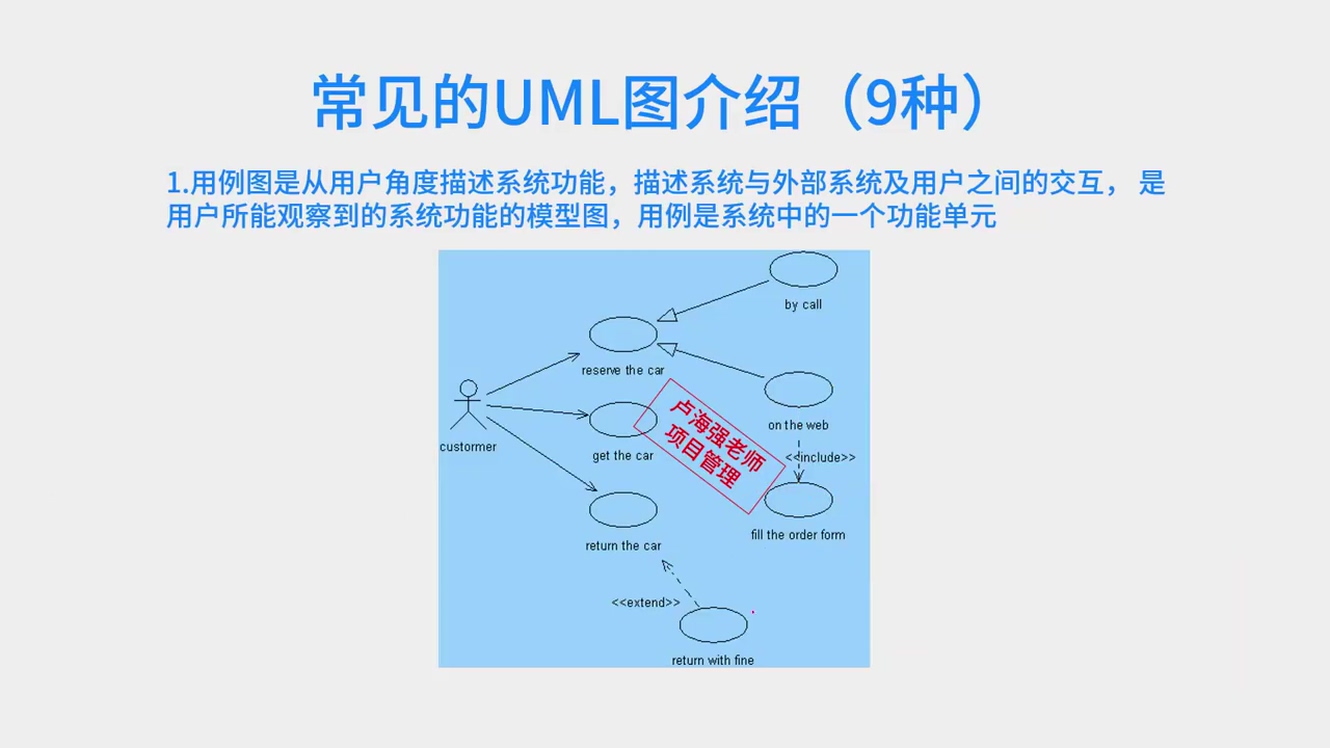 常见的UML图介绍（9种）
1.用例图是从用户角度描述系统功能，描述系统与外部系统及用户之间的交互， 是
用户所能观察到的系统功能的模型图，用例是系统中的一个功能单元
by call
reserve the car
on the web
custormer
get the car
卢海强老师
项目管理
<<include>>
fill the order form
return the car
<<extend>>
return with fine